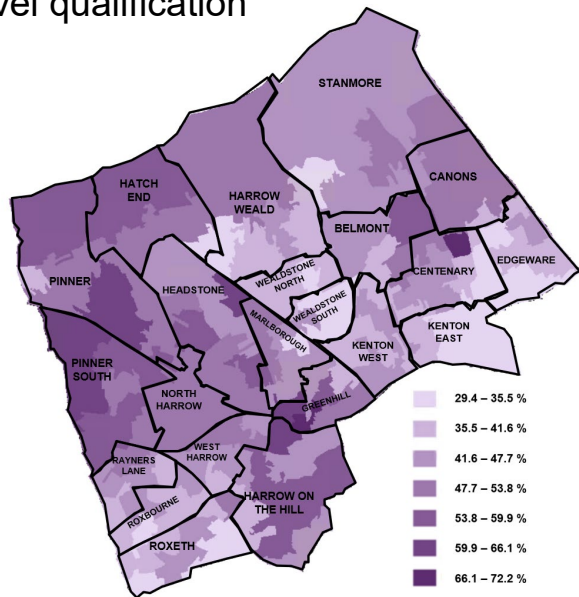 vel qualification
STANMORE
HATCH
END
HARROW
WEALD
CANONS
BELMONT
PINNER
HEADSTONE
WEALDSTONE
NORTH
CENTENARY
EDGEWARE
WEALDSTONE
SOUTH
MARLBOROUGH
KENTON
EAST
KENTON
WEST
PINNER
SOUTH
NORTH
HARROW
GREENHILL
WEST
HARROW
RAYNERS
LANE
ROXBOURNE
HARROW ON
THE HILL
ROXETH
29.4 – 35.5 %
35.5 – 41.6 %
41.6 – 47.7 %
47.7 – 53.8 %
53.8 – 59.9 %
59.9 – 66.1 %
66.1 – 72.2 %